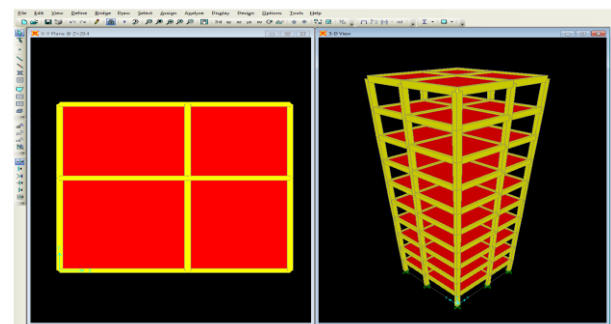 File Edit View Define Bridge Draw Select Assign Analyze Display Design Options Tools Help
X-Y Plane @ Z=29.4
3-D View